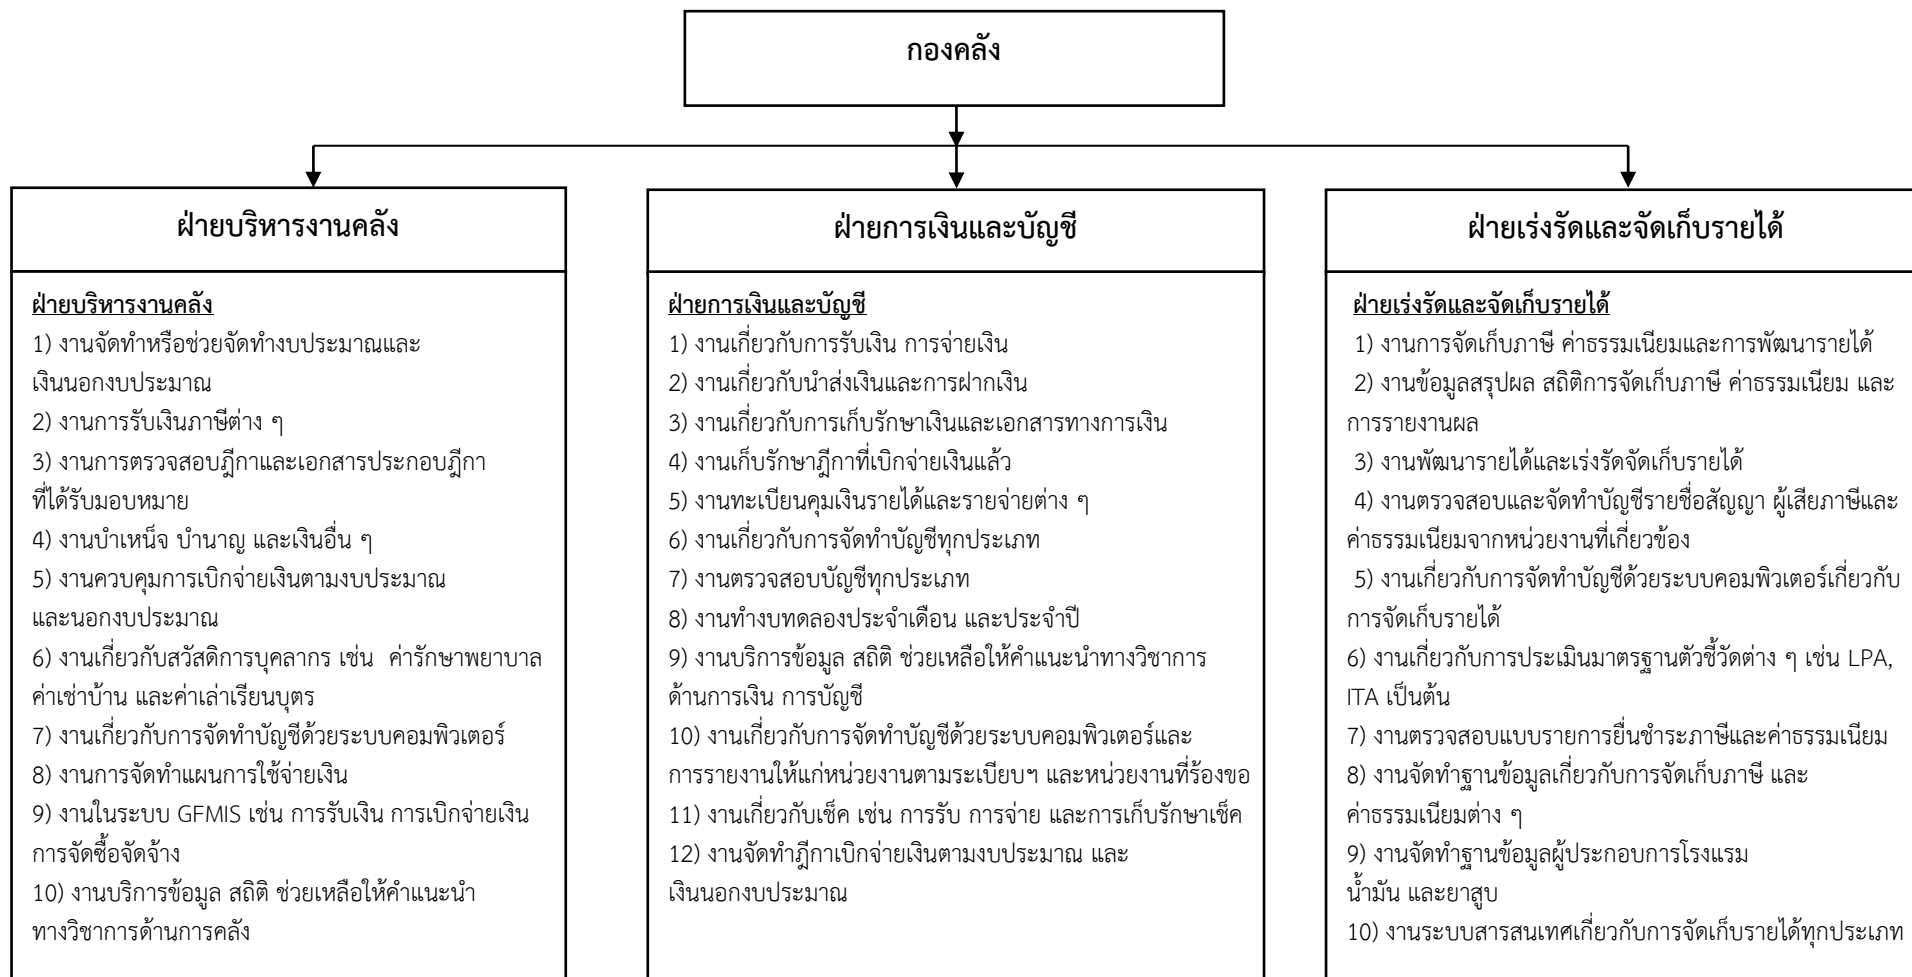 กองคลัง
ฝ่ายบริหารงานคลัง
ฝ่ายบริหารงานคลัง
1) งานจัดทำหรือช่วยจัดทำงบประมาณและ
เงินนอกงบประมาณ
2) งานการรับเงินภาษีต่าง ๆ
3) งานการตรวจสอบฎีกาและเอกสารประกอบฎีกา
ที่ได้รับมอบหมาย
4) งานบำเหน็จ บำนาญ และเงินอื่น ๆ
5) งานควบคุมการเบิกจ่ายเงินตามงบประมาณ
และนอกงบประมาณ
6) งานเกี่ยวกับสวัสดิการบุคลากร เช่น  ค่ารักษาพยาบาล
ค่าเช่าบ้าน และค่าเล่าเรียนบุตร
7) งานเกี่ยวกับการจัดทำบัญชีด้วยระบบคอมพิวเตอร์
8) งานการจัดทำแผนการใช้จ่ายเงิน
9) งานในระบบ GFMIS เช่น การรับเงิน การเบิกจ่ายเงิน
การจัดซื้อจัดจ้าง
10) งานบริการข้อมูล สถิติ ช่วยเหลือให้คำแนะนำ
ทางวิชาการด้านการคลัง
ฝ่ายการเงินและบัญชี
ฝ่ายการเงินและบัญชี
1) งานเกี่ยวกับการรับเงิน การจ่ายเงิน
2) งานเกี่ยวกับนำส่งเงินและการฝากเงิน
3) งานเกี่ยวกับการเก็บรักษาเงินและเอกสารทางการเงิน
4) งานเก็บรักษาฎีกาที่เบิกจ่ายเงินแล้ว
5) งานทะเบียนคุมเงินรายได้และรายจ่ายต่าง ๆ
6) งานเกี่ยวกับการจัดทำบัญชีทุกประเภท
7) งานตรวจสอบบัญชีทุกประเภท
8) งานทำงบทดลองประจำเดือน และประจำปี
9) งานบริการข้อมูล สถิติ ช่วยเหลือให้คำแนะนำทางวิชาการ
ด้านการเงิน การบัญชี
10) งานเกี่ยวกับการจัดทำบัญชีด้วยระบบคอมพิวเตอร์และ
การรายงานให้แก่หน่วยงานตามระเบียบฯ และหน่วยงานที่ร้องขอ
11) งานเกี่ยวกับเช็ค เช่น การรับ การจ่าย และการเก็บรักษาเช็ค
12) งานจัดทำฎีกาเบิกจ่ายเงินตามงบประมาณ และ
เงินนอกงบประมาณ
ฝ่ายเร่งรัดและจัดเก็บรายได้
ฝ่ายเร่งรัดและจัดเก็บรายได้
1) งานการจัดเก็บภาษี ค่าธรรมเนียมและการพัฒนารายได้
2) งานข้อมูลสรุปผล สถิติการจัดเก็บภาษี ค่าธรรมเนียม และ
การรายงานผล
3) งานพัฒนารายได้และเร่งรัดจัดเก็บรายได้
4) งานตรวจสอบและจัดทำบัญชีรายชื่อสัญญา ผู้เสียภาษีและ
ค่าธรรมเนียมจากหน่วยงานที่เกี่ยวข้อง
5) งานเกี่ยวกับการจัดทำบัญชีด้วยระบบคอมพิวเตอร์เกี่ยวกับ
การจัดเก็บรายได้
6) งานเกี่ยวกับการประเมินมาตรฐานตัวชี้วัดต่าง ๆ เช่น LPA,
ITA เป็นต้น
7) งานตรวจสอบแบบรายการยื่นชำระภาษีและค่าธรรมเนียม
8) งานจัดทำฐานข้อมูลเกี่ยวกับการจัดเก็บภาษี และ
ค่าธรรมเนียมต่าง ๆ
9) งานจัดทำฐานข้อมูลผู้ประกอบการโรงแรม
น้ำมัน และยาสูบ
10) งานระบบสารสนเทศเกี่ยวกับการจัดเก็บรายได้ทุกประเภท